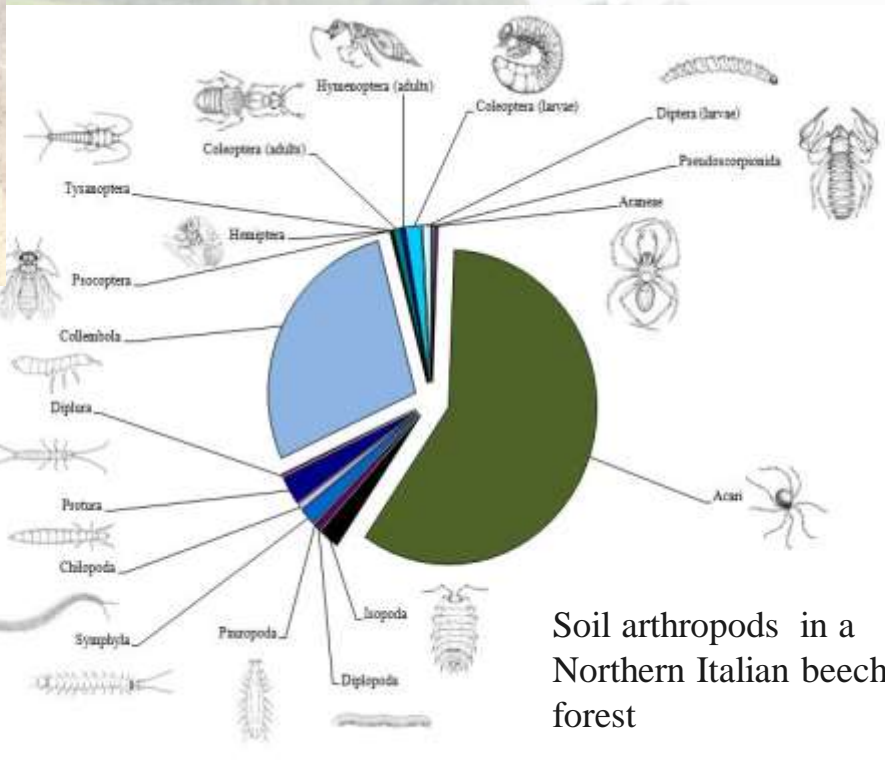 Hymenoptera (adults)
Coleoptera (larvae)
Diptera (larvae)
Coleoptera (adults)
Pseudoscorpionida
Tysanoptera
Araneae
Hemiptera
Psocoptera
Collembola
Diplura
Acari
Protura
Chilopoda
Isopoda
Symphyla
Pauropoda
Diplopoda
Soil arthropods in a
Northern Italian beech
forest